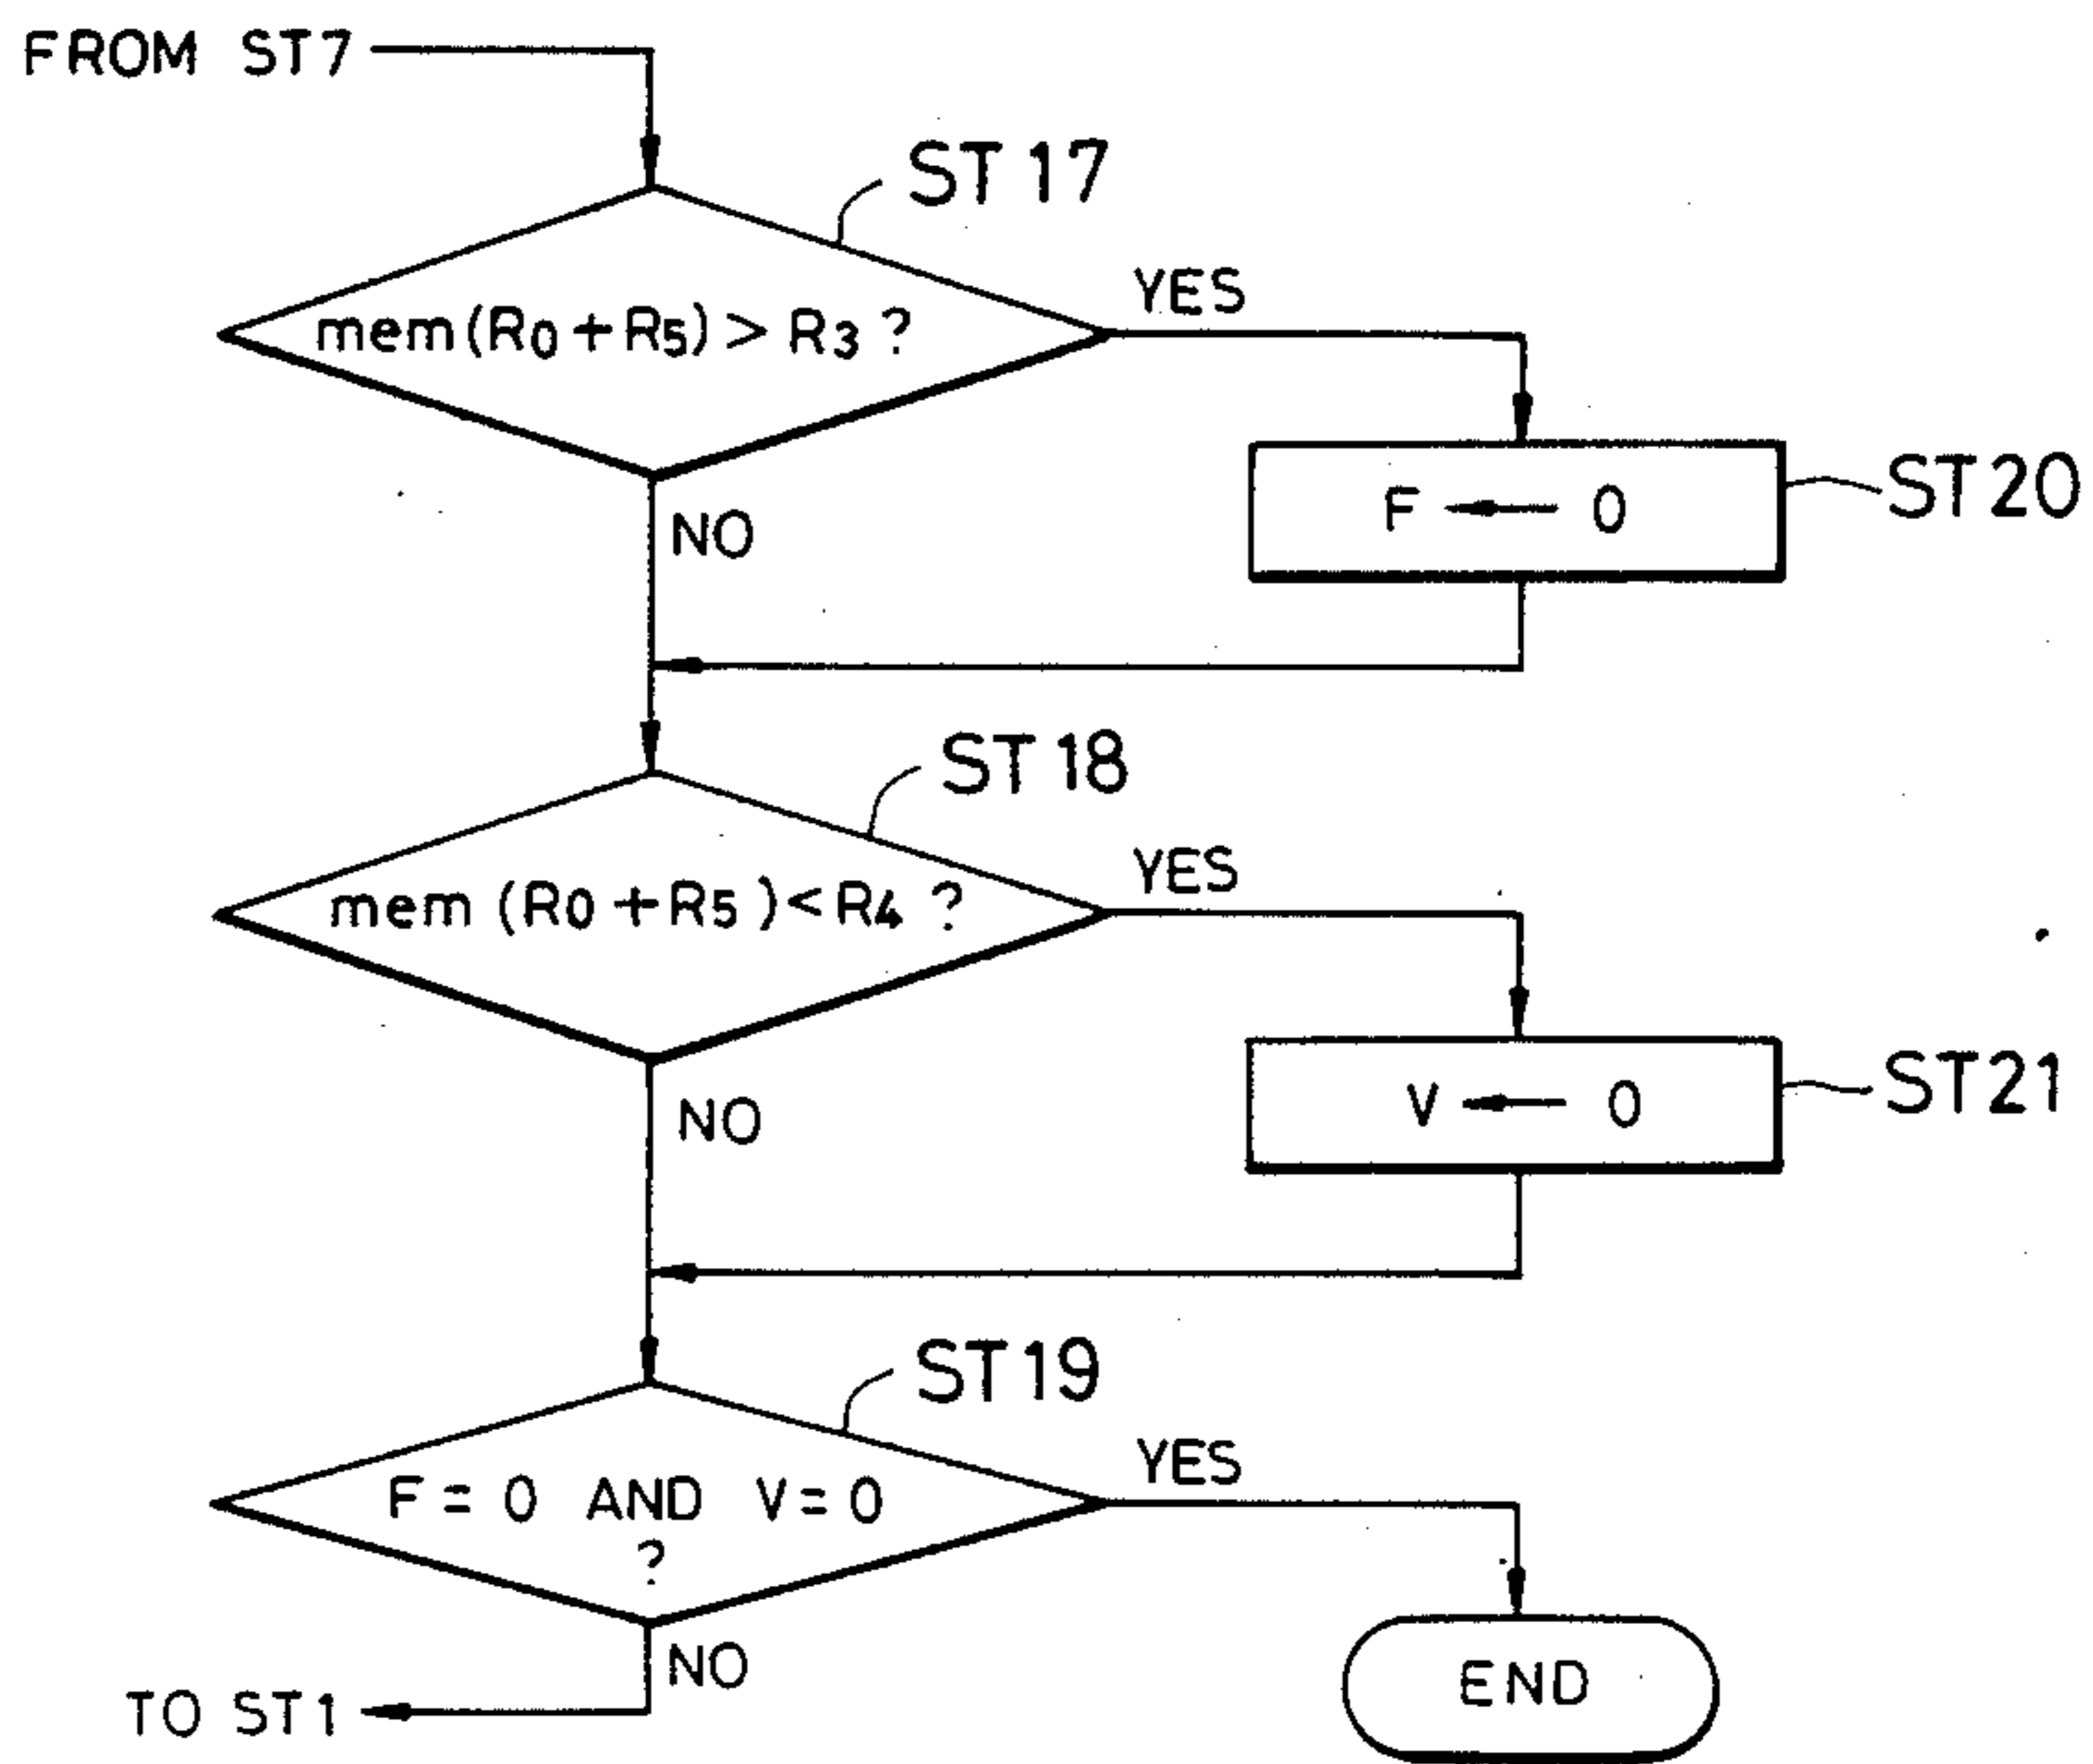 FROM ST7
ST17
mem(R0+R5)>R3?
YES
ST20
F ← 0
NO
ST18
mem(R0+R5)<R4?
YES
ST21
V ← 0
NO
ST19
F=0 AND V=0
?
YES
NO
END
TO ST1